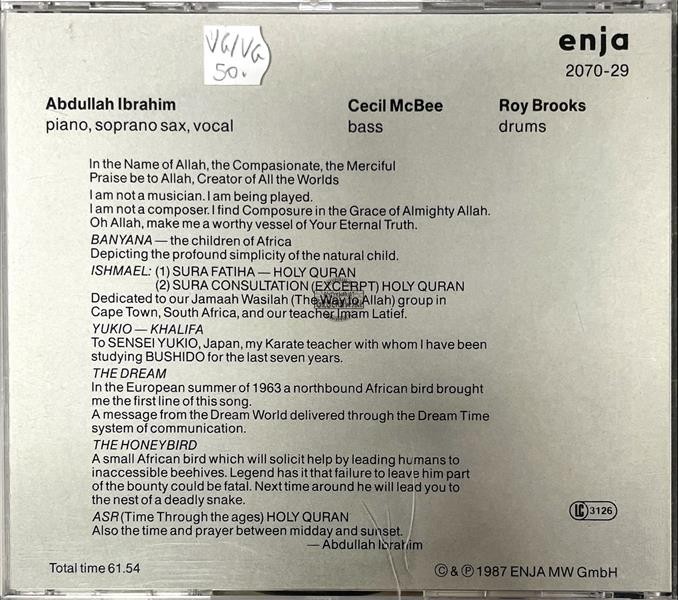 VG/VG
50.
enja
2070-29
Abdullah Ibrahim
piano, soprano sax, vocal
Cecil McBee
bass
Roy Brooks
drums
In the Name of Allah, the Compasionate, the Merciful
Praise be to Allah, Creator of All the Worlds
I am not a musician. I am being played.
I am not a composer. I find Composure in the Grace of Almighty Allah.
Oh Allah, make me a worthy vessel of Your Eternal Truth.
BANYANA — the children of Africa
Depicting the profound simplicity of the natural child.
ISHMAEL: (1) SURA FATIHA — HOLY QURAN
(2) SURA CONSULTATION (EXCERPT) HOLY QURAN
Dedicated to our Jamaah Wasilah (The Way to Allah) group in
Cape Town, South Africa, and our teacher Imam Latief.
YUKIO — KHALIFA
To SENSEI YUKIO, Japan, my Karate teacher with whom I have been
studying BUSHIDO for the last seven years.
THE DREAM
In the European summer of 1963 a northbound African bird brought
me the first line of this song.
A message from the Dream World delivered through the Dream Time
system of communication.
THE HONEYBIRD
A small African bird which will solicit help by leading humans to
inaccessible beehives. Legend has it that failure to leave him part
of the bounty could be fatal. Next time around he will lead you to
the nest of a deadly snake.
ASR (Time Through the ages) HOLY QURAN
Also the time and prayer between midday and sunset.
— Abdullah Ibrahim
LC 3126
Total time 61.54
© & ℗ 1987 ENJA MW GmbH